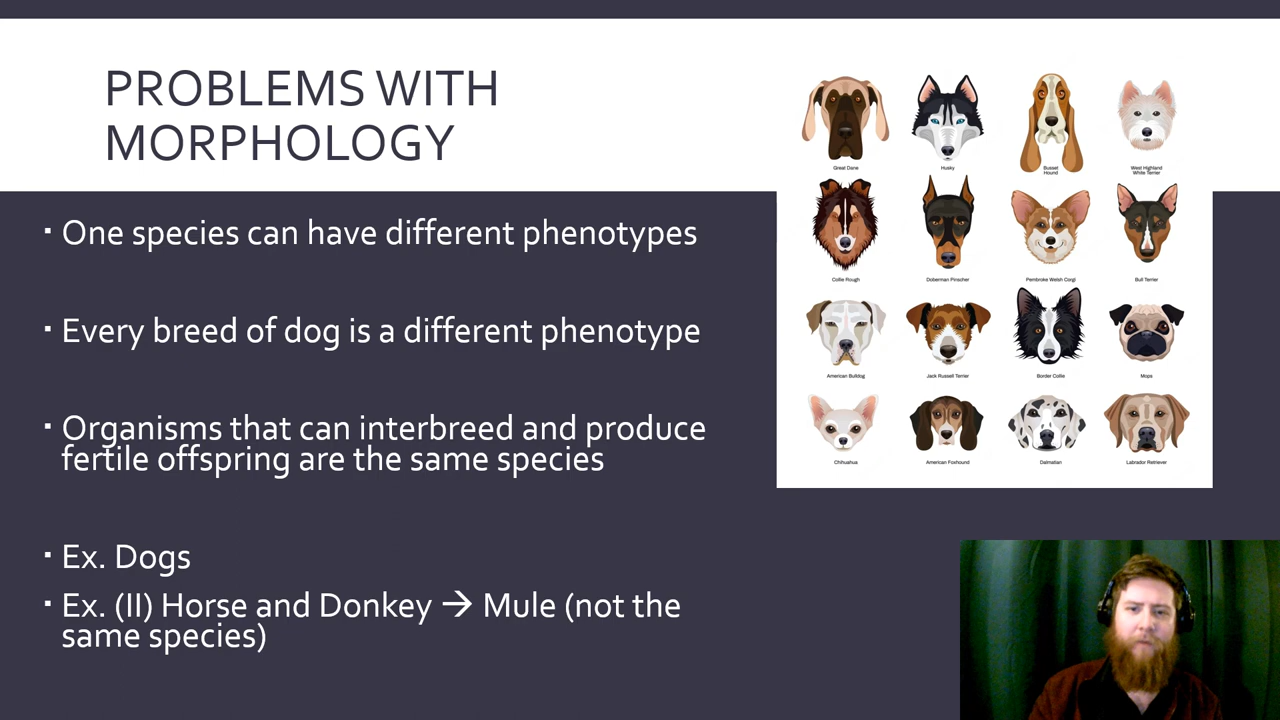 PROBLEMS WITH
MORPHOLOGY
▪ One species can have different phenotypes
▪ Every breed of dog is a different phenotype
▪ Organisms that can interbreed and produce
fertile offspring are the same species
▪ Ex. Dogs
▪ Ex. (II) Horse and Donkey → Mule (not the
same species)
Great Dane
Husky
Busset
Hound
West Highland
White Terrier
Collie Rough
Doberman Pinscher
Pembroke Welsh Corgi
Bull Terrier
American Bulldog
Jack Russell Terrier
Border Collie
Mops
Chihuahua
American Foxhound
Dalmatian
Labrador Retriever